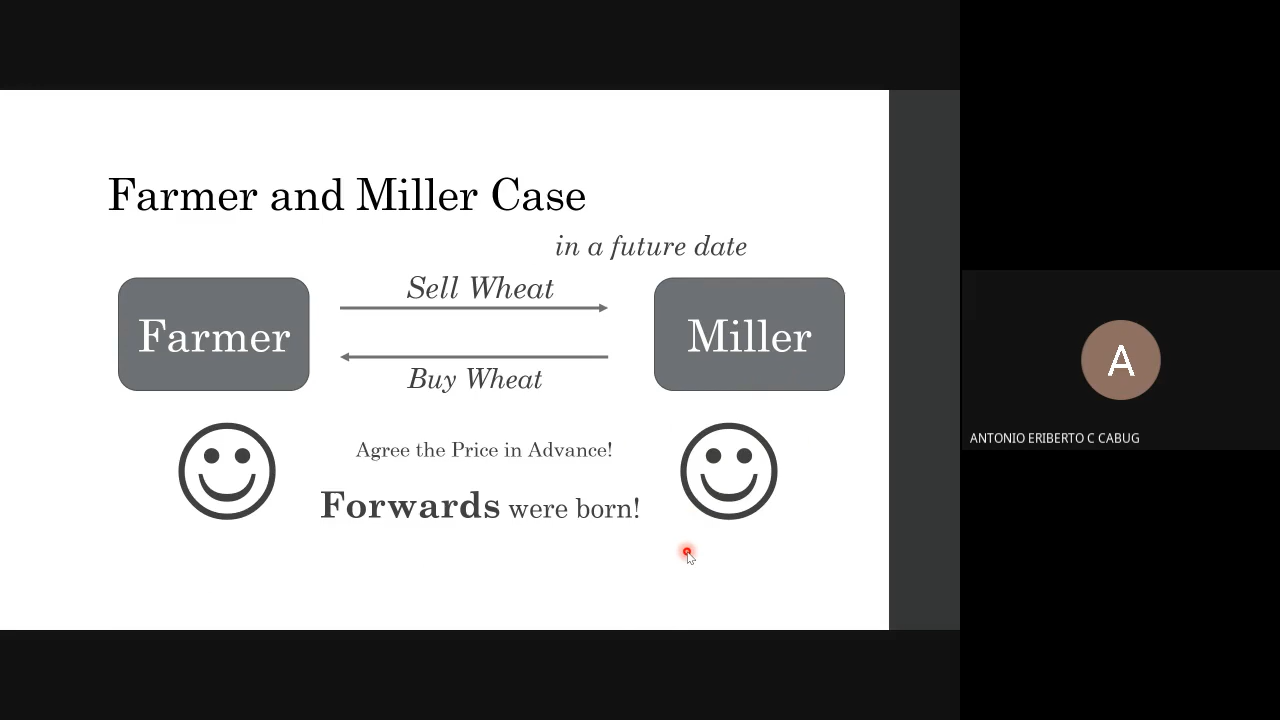 Farmer and Miller Case
in a future date
Sell Wheat
Farmer
Miller
Buy Wheat
Agree the Price in Advance!
Forwards were born!
A
ANTONIO ERIBERTO C CABUG